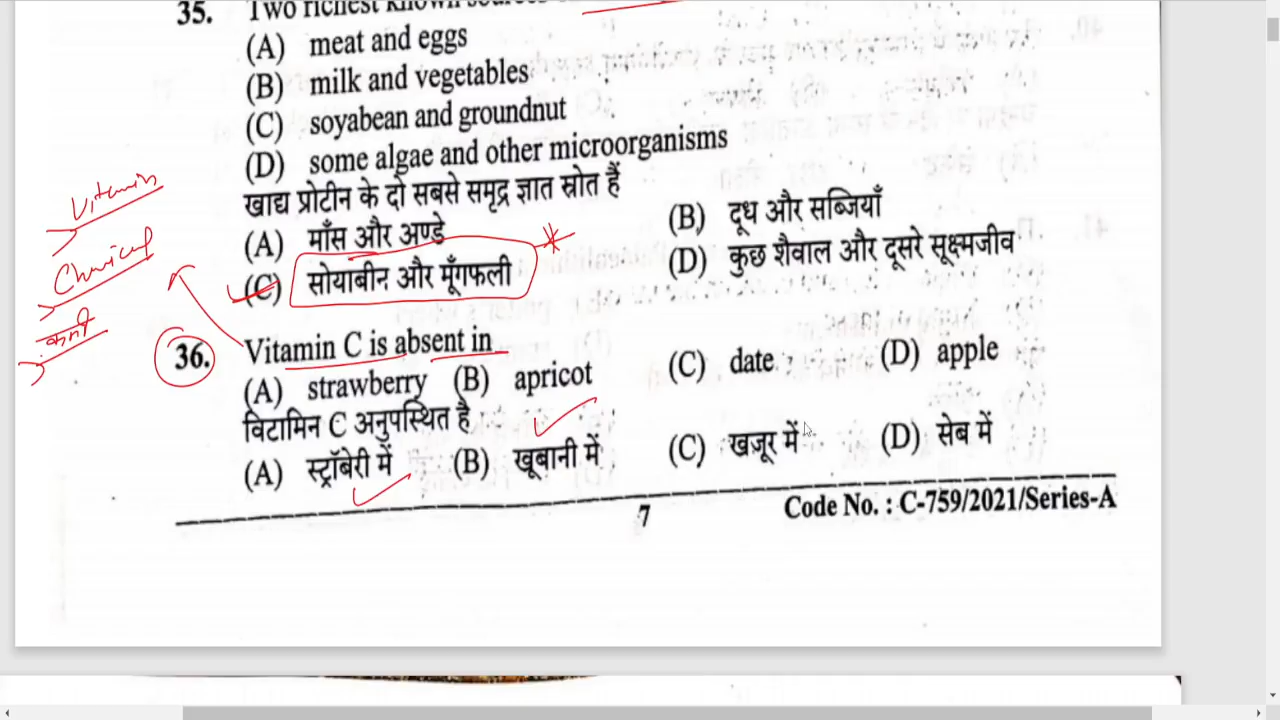 35. Two richest known sources
(A) meat and eggs
(B) milk and vegetables
(C) soyabean and groundnut
(D) some algae and other microorganisms
खाद्य प्रोटीन के दो सबसे समृद्ध ज्ञात स्रोत हैं
(A) माँस और अण्डे (B) दूध और सब्जियाँ
(C) सोयाबीन और मूँगफली (D) कुछ शैवाल और दूसरे सूक्ष्मजीव
Vitamin
Chemical
36. Vitamin C is absent in
(A) strawberry (B) apricot (C) date (D) apple
विटामिन C अनुपस्थित है
(A) स्ट्रॉबेरी में (B) खूबानी में (C) खज़ूर में (D) सेब में
7 Code No. : C-759/2021/Series-A